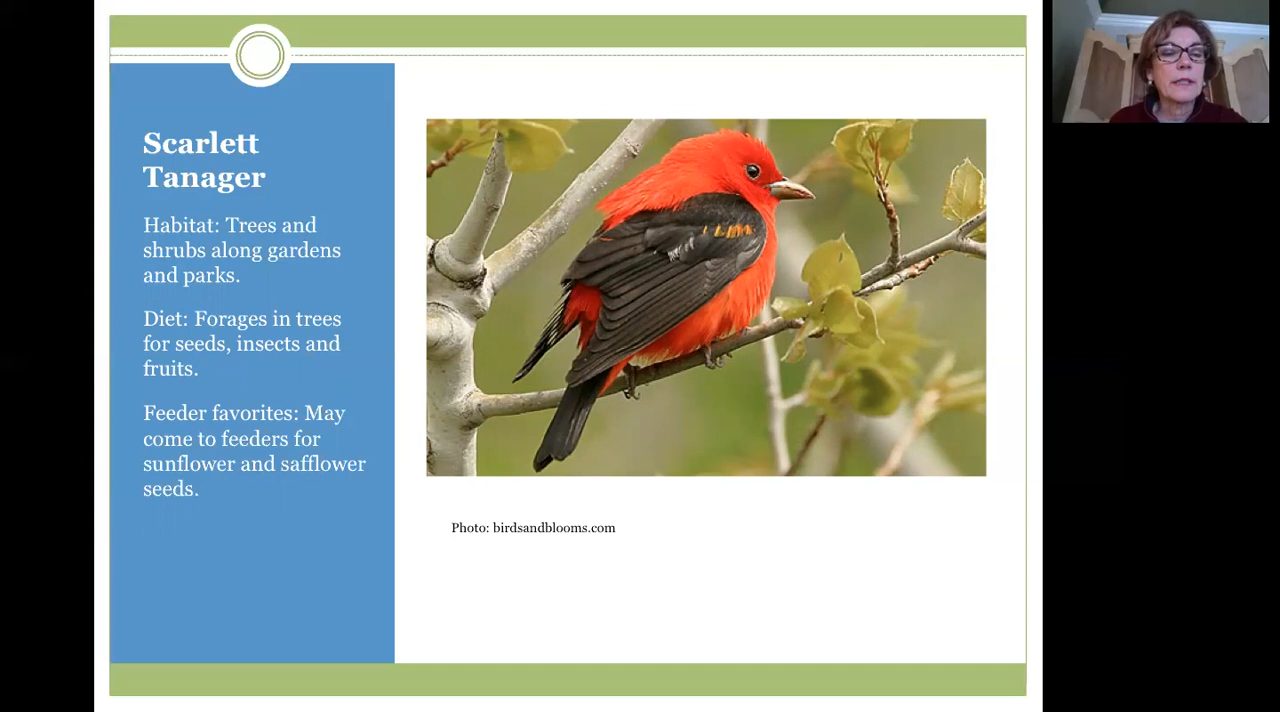 Scarlett
Tanager
Habitat: Trees and
shrubs along gardens
and parks.
Diet: Forages in trees
for seeds, insects and
fruits.
Feeder favorites: May
come to feeders for
sunflower and safflower
seeds.
Photo: birdsandblooms.com